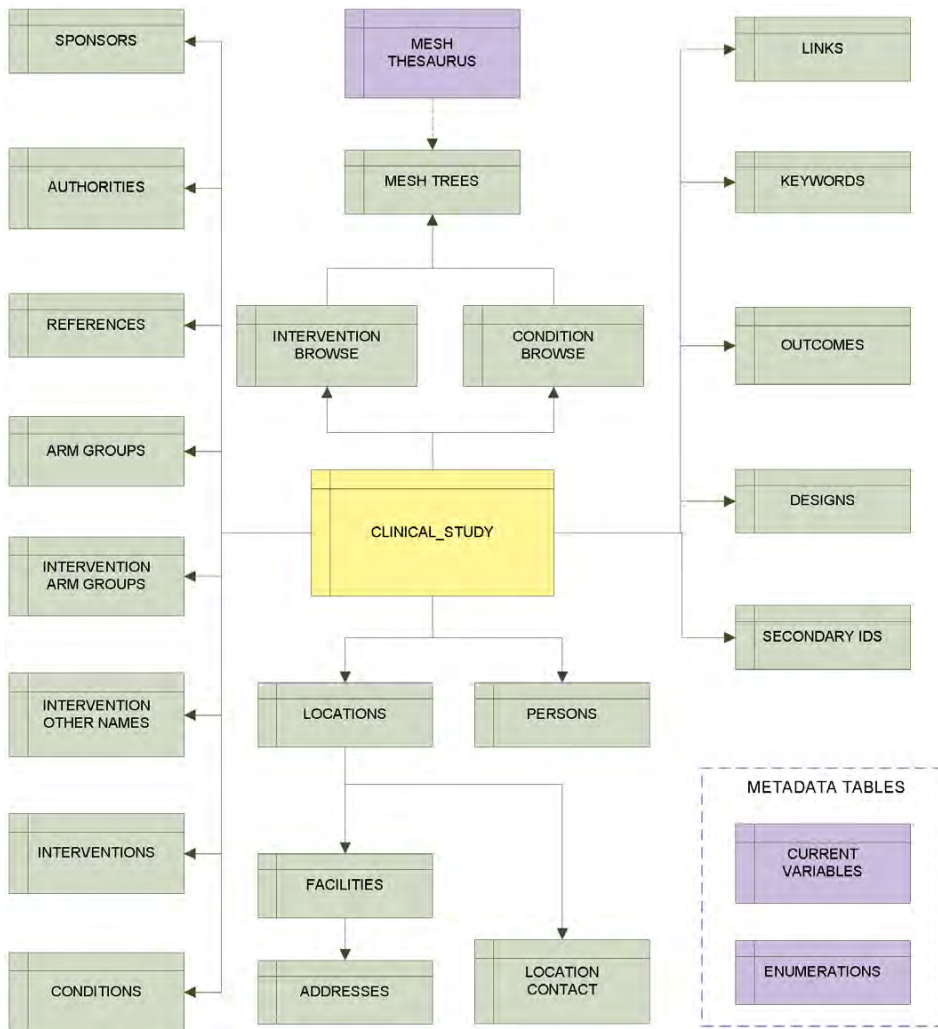 SPONSORS
MESH
THESAURUS
LINKS
AUTHORITIES
MESH TREES
KEYWORDS
REFERENCES
INTERVENTION
BROWSE
CONDITION
BROWSE
OUTCOMES
ARM GROUPS
CLINICAL_STUDY
DESIGNS
INTERVENTION
ARM GROUPS
SECONDARY IDS
INTERVENTION
OTHER NAMES
LOCATIONS
PERSONS
METADATA TABLES
INTERVENTIONS
FACILITIES
CURRENT
VARIABLES
CONDITIONS
ADDRESSES
LOCATION
CONTACT
ENUMERATIONS